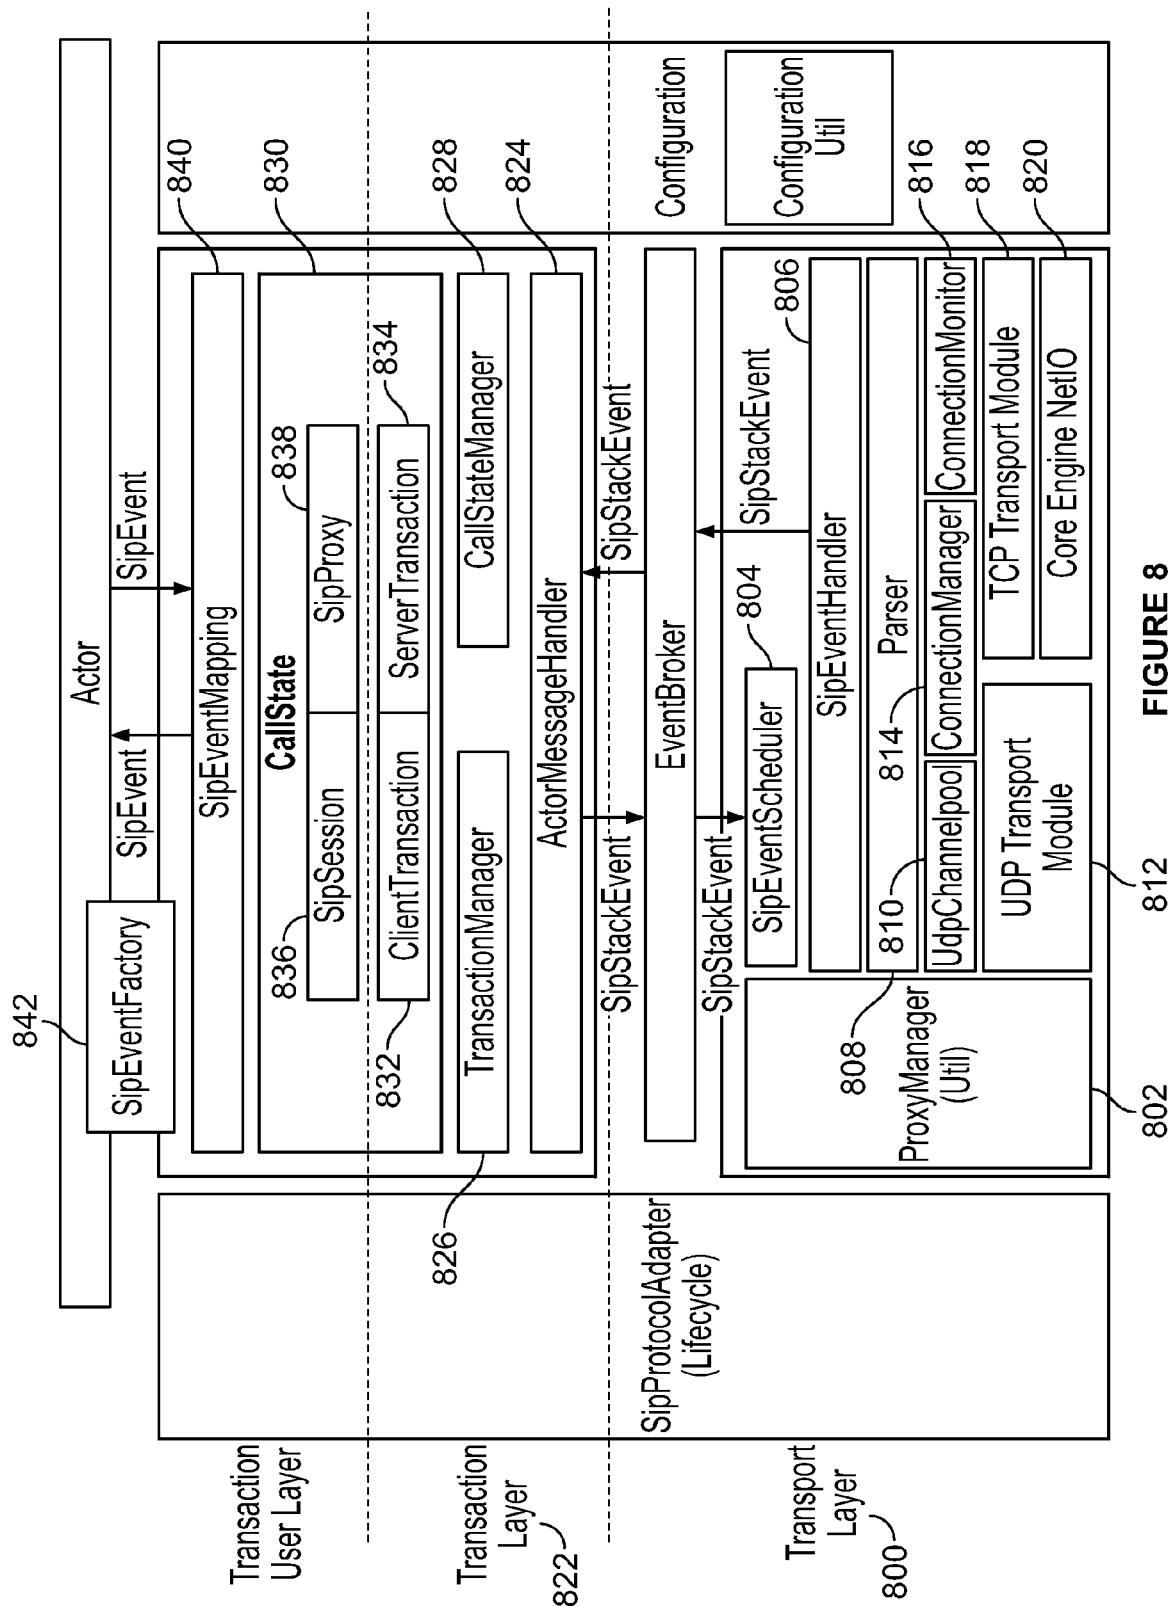 842
Actor
SipEventFactory
SipEvent
SipEvent
Transaction
User Layer
SipEventMapping
840
CallState
830
836
SipSession
SipProxy
838
832
ClientTransaction
ServerTransaction
834
Transaction
Layer
822
826
TransactionManager
CallStateManager
828
ActorMessageHandler
824
SipStackEvent
SipStackEvent
SipProtocolAdapter
(Lifecycle)
EventBroker
Configuration
Configuration
Util
SipStackEvent
SipStackEvent
Transport
Layer
800
804
SipEventScheduler
806
SipEventHandler
808
Parser
ProxyManager
(Util)
802
810
UdpChannelpool
814
ConnectionManager
ConnectionMonitor
816
UDP Transport
Module
812
TCP Transport Module
818
Core Engine NetIO
820
FIGURE 8